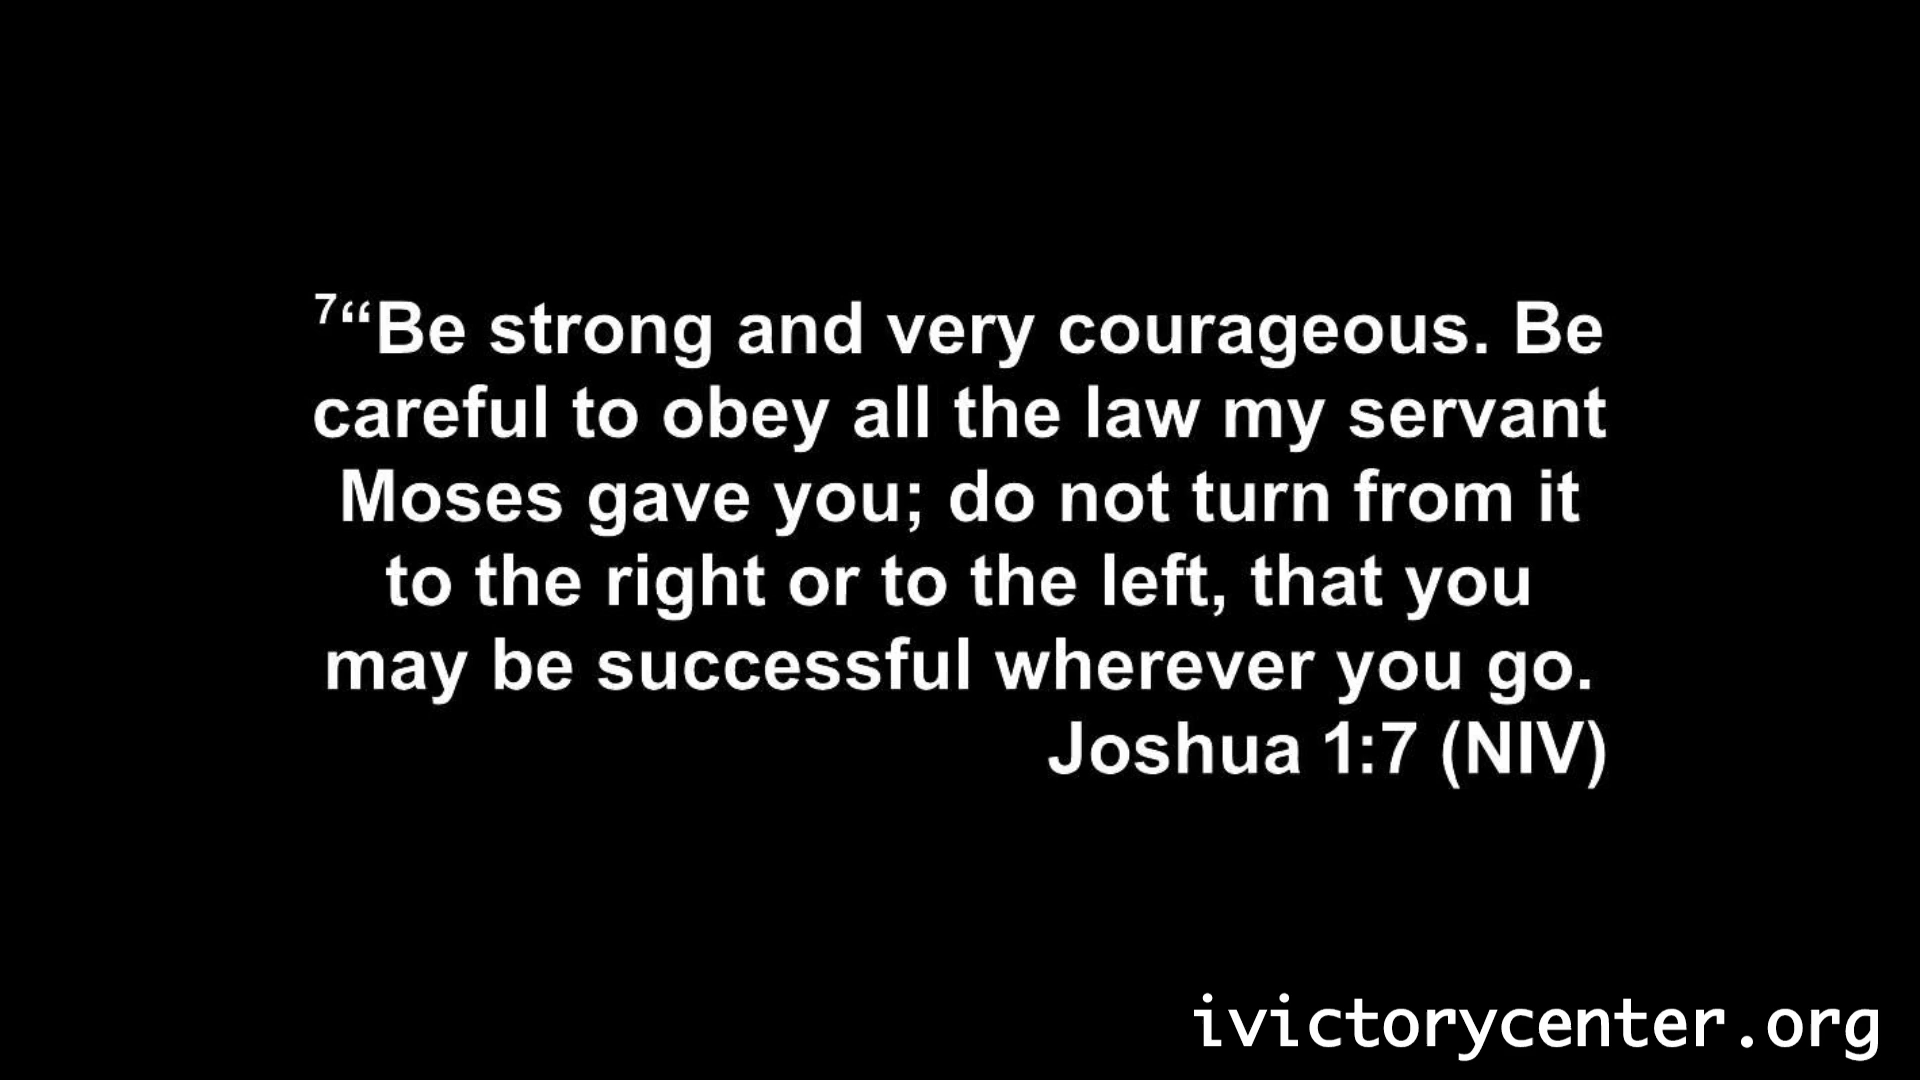 ⁷“Be strong and very courageous. Be
careful to obey all the law my servant
Moses gave you; do not turn from it
to the right or to the left, that you
may be successful wherever you go.
Joshua 1:7 (NIV)
ivictorycenter.org